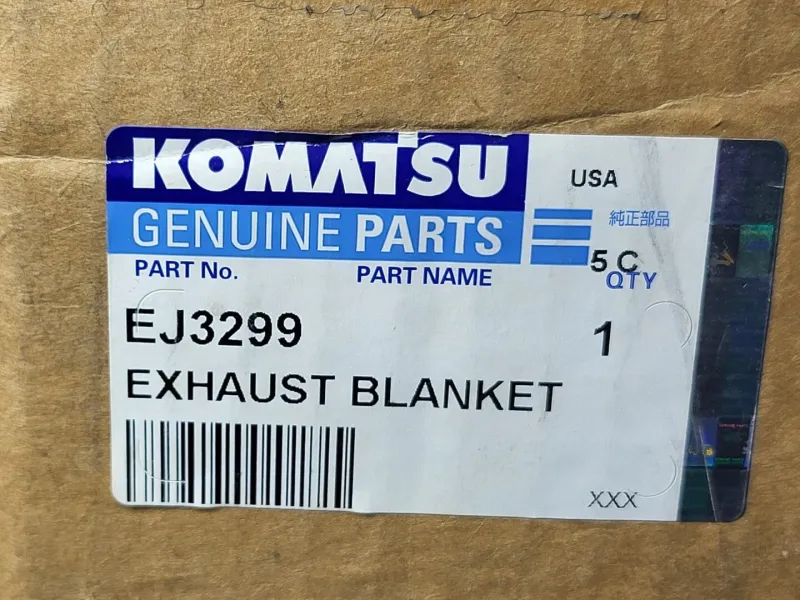 KOMATSU
USA
GENUINE PARTS
純正部品
PART No.
PART NAME
5 C
QTY
EJ3299
1
EXHAUST BLANKET
XXX